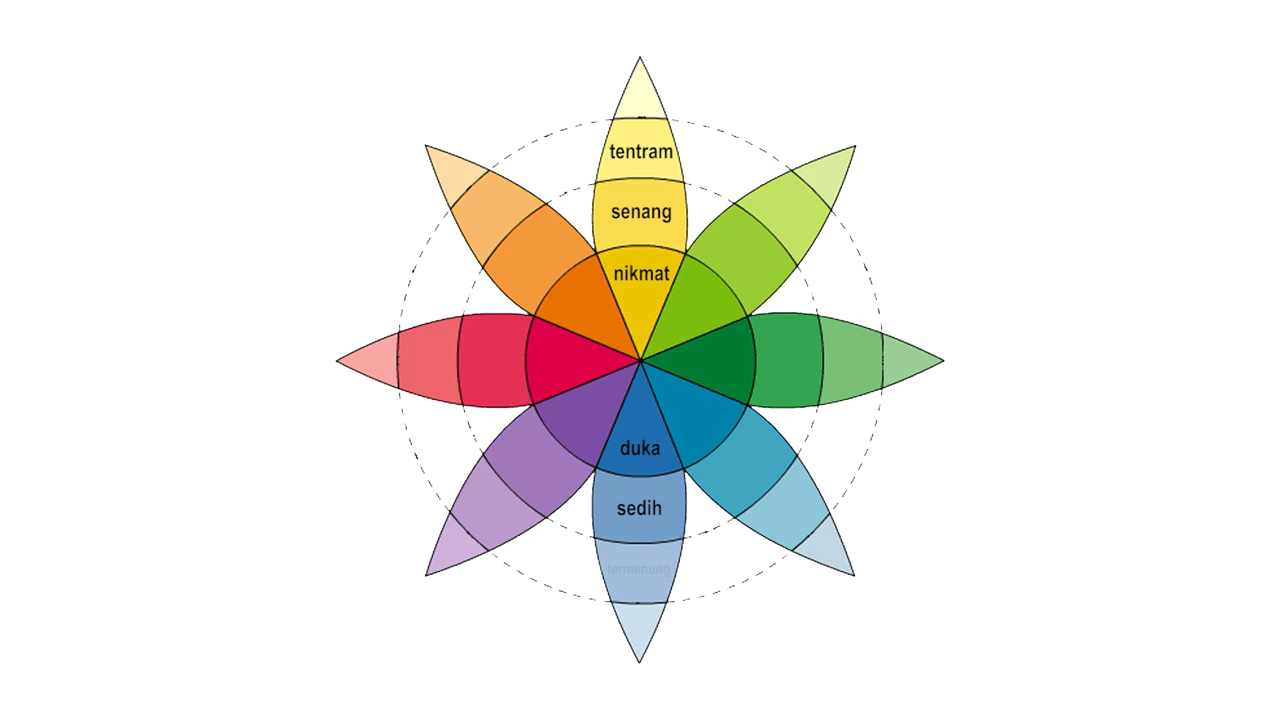 tentram
senang
nikmat
duka
sedih
termenung